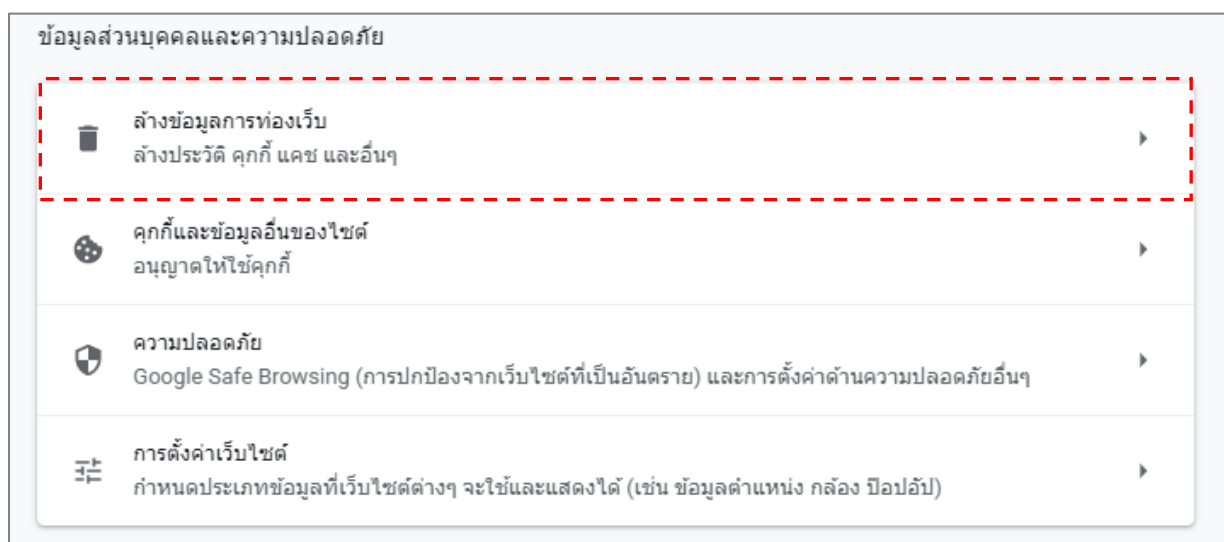 ข้อมูลส่วนบุคคลและความปลอดภัย
ล้างข้อมูลการท่องเว็บ
ล้างประวัติ คุกกี้ แคช และอื่นๆ
คุกกี้และข้อมูลอื่นของไซต์
อนุญาตให้ใช้คุกกี้
ความปลอดภัย
Google Safe Browsing (การปกป้องจากเว็บไซต์ที่เป็นอันตราย) และการตั้งค่าด้านความปลอดภัยอื่นๆ
การตั้งค่าเว็บไซต์
กำหนดประเภทข้อมูลที่เว็บไซต์ต่างๆ จะใช้และแสดงได้ (เช่น ข้อมูลตำแหน่ง กล้อง ป๊อปอัป)